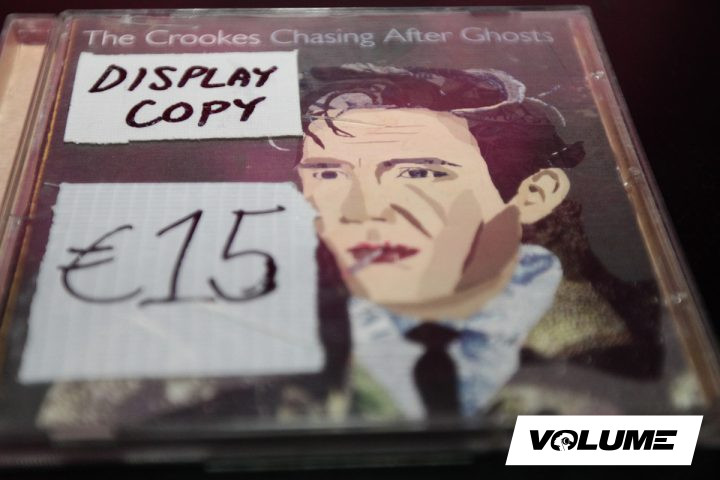 The Crookes Chasing After Ghosts
DISPLAY
COPY
€15
VOLUME